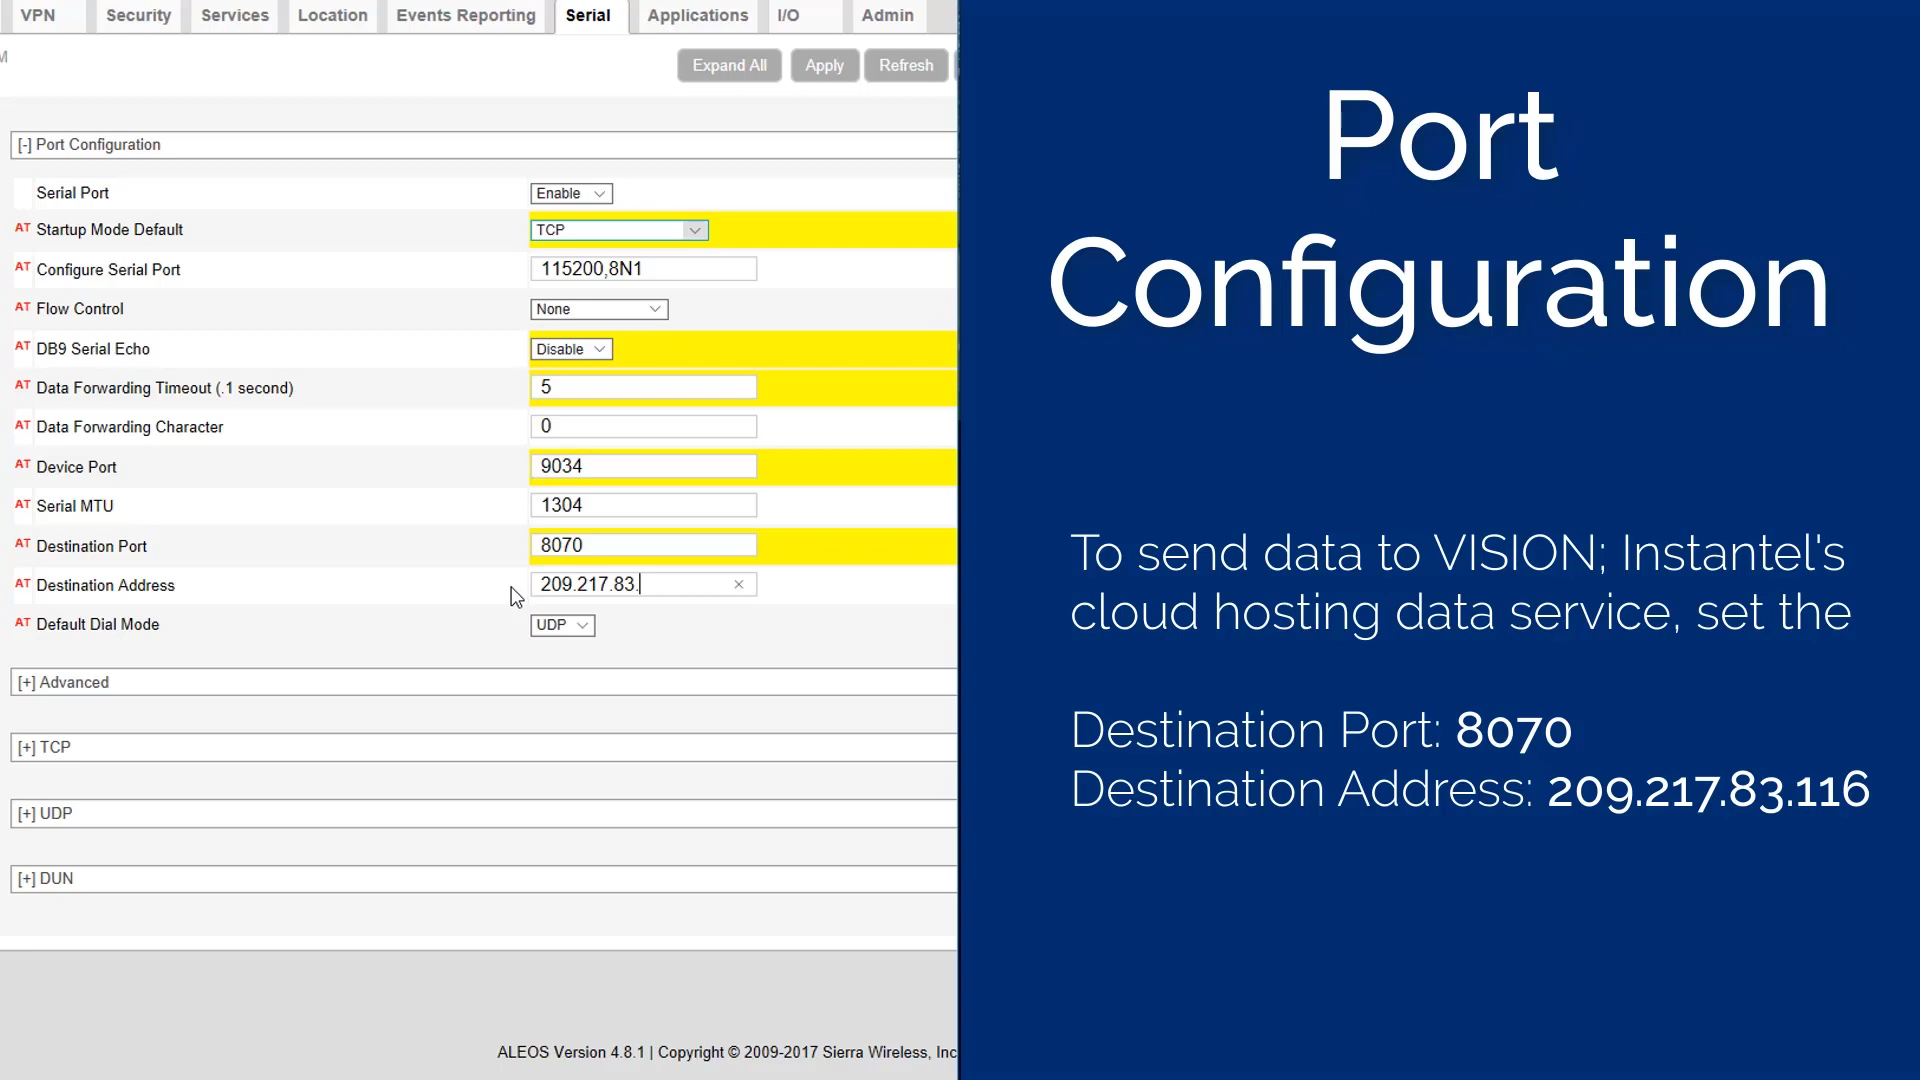 VPN Security Services Location Events Reporting Serial Applications I/O Admin
M
Expand All Apply Refresh
[-] Port Configuration
Serial Port Enable
AT Startup Mode Default TCP
AT Configure Serial Port 115200,8N1
AT Flow Control None
AT DB9 Serial Echo Disable
AT Data Forwarding Timeout (.1 second) 5
AT Data Forwarding Character 0
AT Device Port 9034
AT Serial MTU 1304
AT Destination Port 8070
AT Destination Address 209.217.83.
AT Default Dial Mode UDP
[+] Advanced
[+] TCP
[+] UDP
[+] DUN
ALEOS Version 4.8.1 | Copyright © 2009-2017 Sierra Wireless, Inc
Port
Configuration
To send data to VISION; Instantel's
cloud hosting data service, set the
Destination Port: 8070
Destination Address: 209.217.83.116